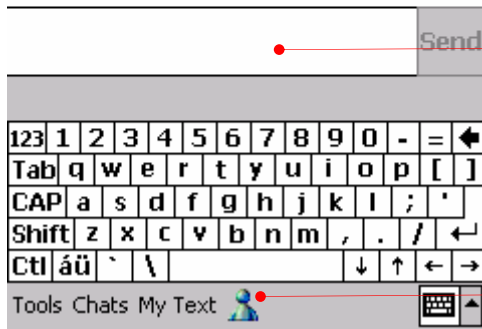 Send
123 1 2 3 4 5 6 7 8 9 0 - =
Tab q w e r t y u i o p [ ]
CAP a s d f g h j k l ; '
Shift z x c v b n m , . /
Ctl áü ` \ ↓ ↑ ← →
Tools Chats My Text